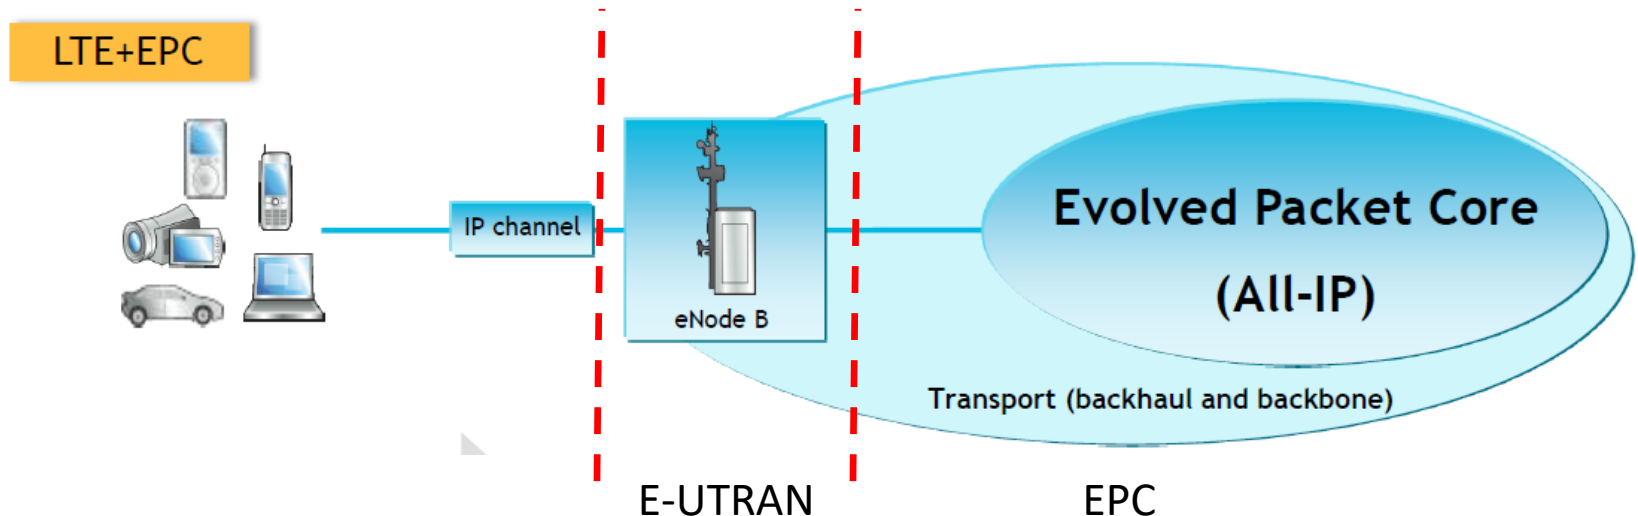 LTE+EPC
IP channel
eNode B
Evolved Packet Core
(All-IP)
Transport (backhaul and backbone)
E-UTRAN
EPC